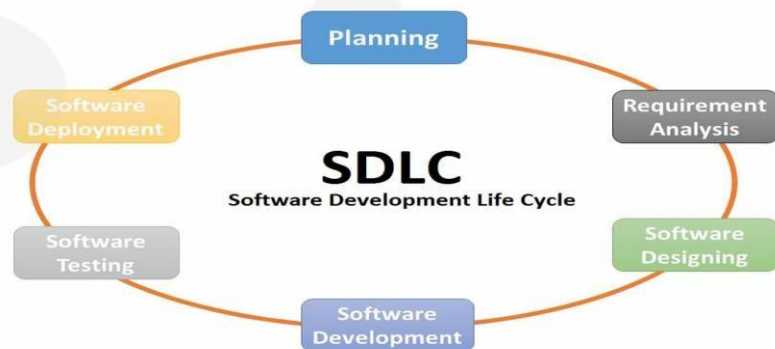 Planning
Requirement
Analysis
Software
Designing
Software
Development
Software
Testing
Software
Deployment
SDLC
Software Development Life Cycle